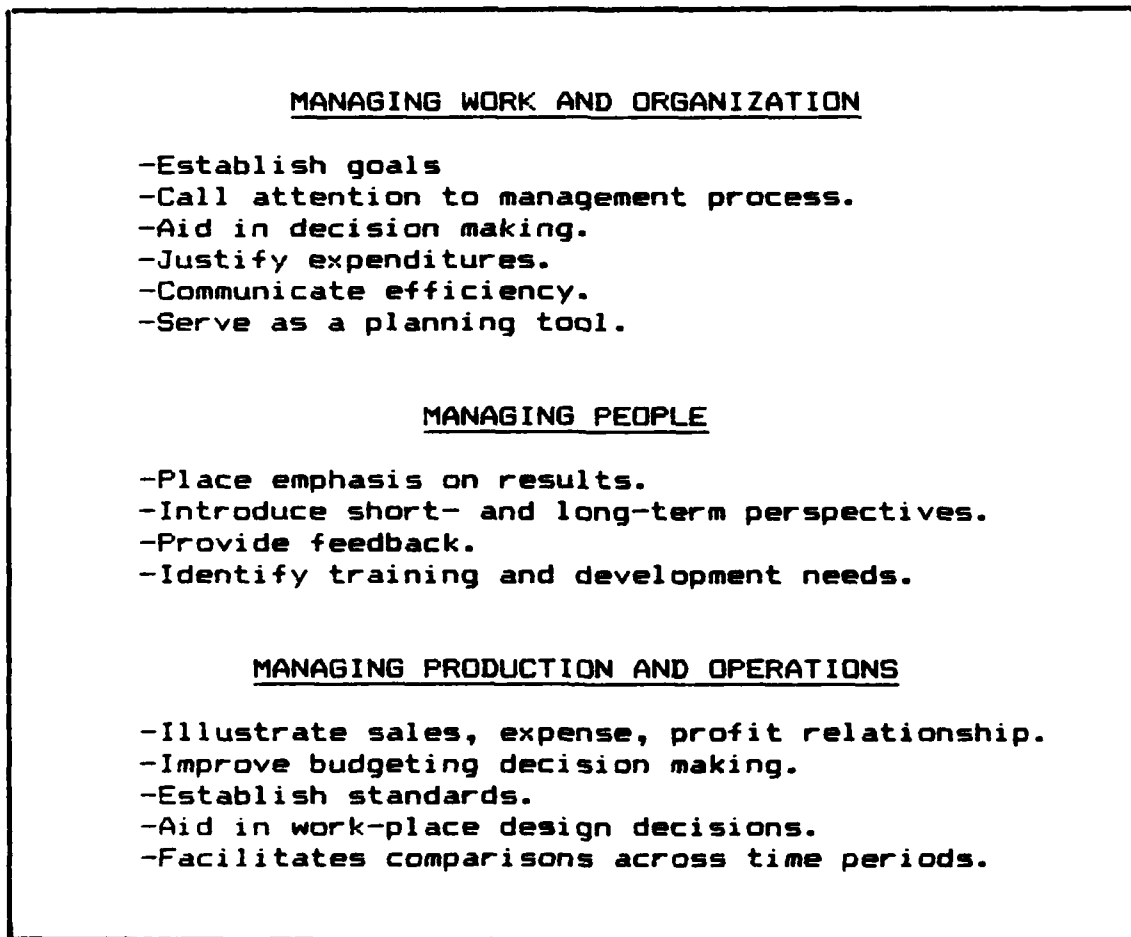 MANAGING WORK AND ORGANIZATION
-Establish goals
-Call attention to management process.
-Aid in decision making.
-Justify expenditures.
-Communicate efficiency.
-Serve as a planning tool.
MANAGING PEOPLE
-Place emphasis on results.
-Introduce short- and long-term perspectives.
-Provide feedback.
-Identify training and development needs.
MANAGING PRODUCTION AND OPERATIONS
-Illustrate sales, expense, profit relationship.
-Improve budgeting decision making.
-Establish standards.
-Aid in work-place design decisions.
-Facilitates comparisons across time periods.